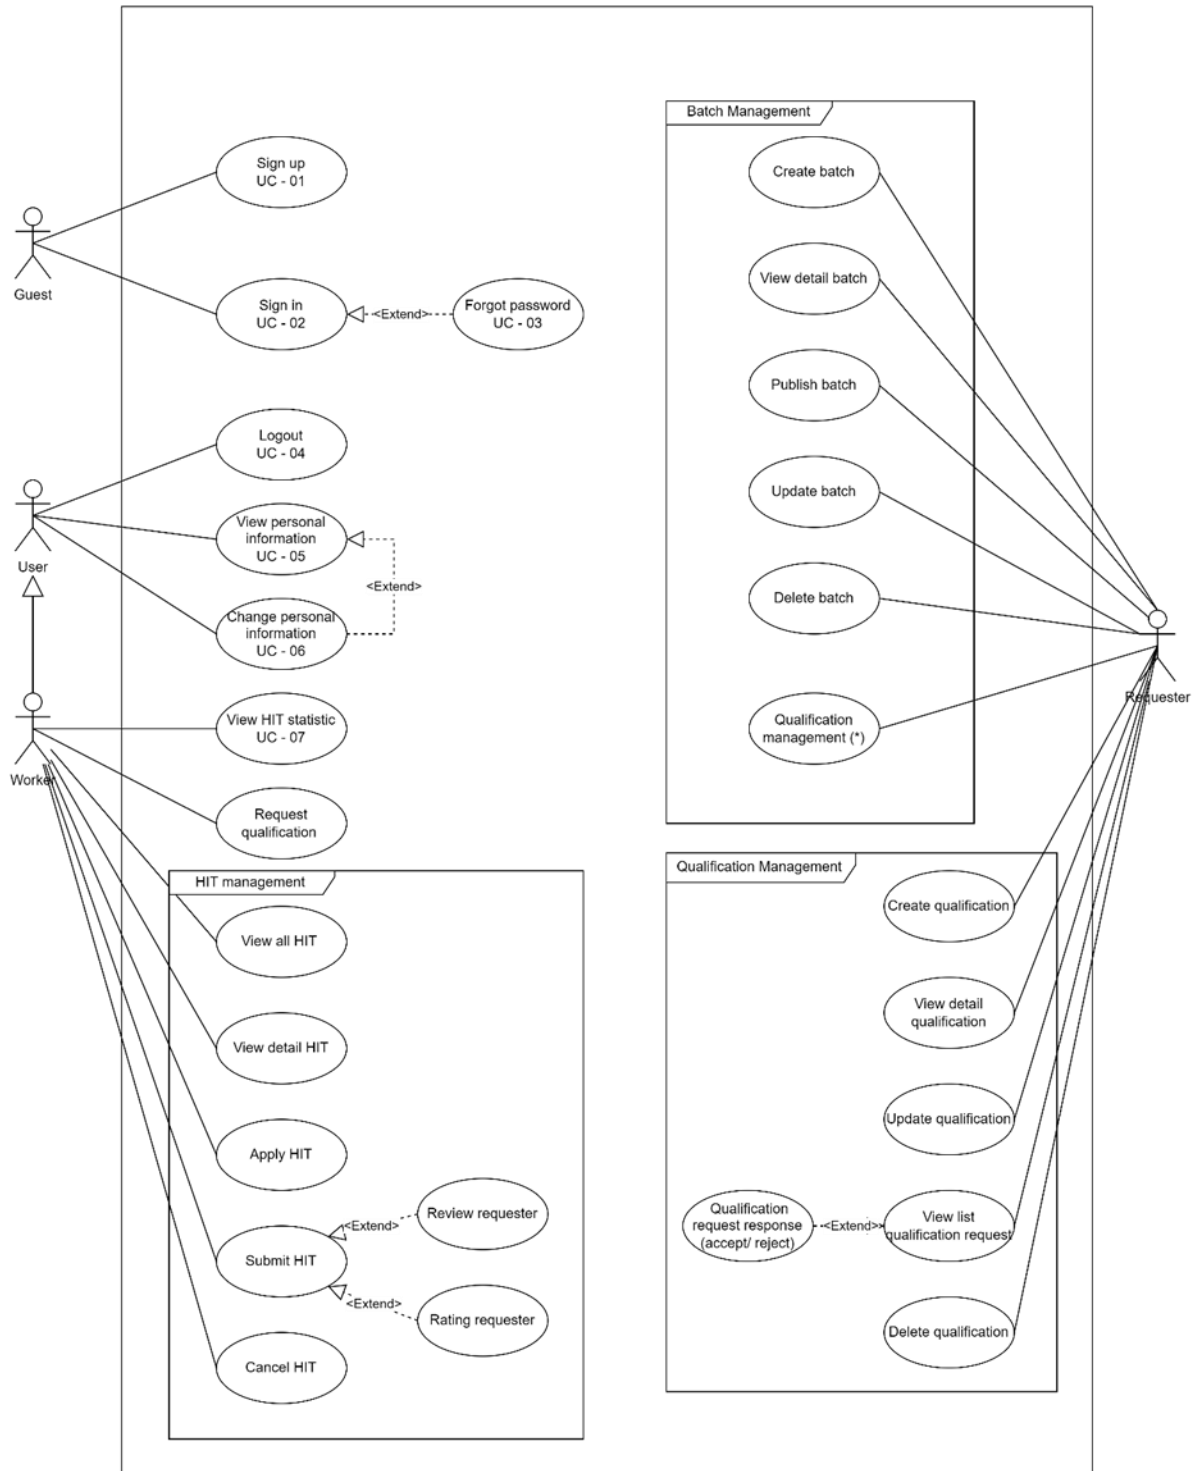 Guest
Sign up
UC - 01
Sign in
UC - 02
<Extend>
Forgot password
UC - 03
User
Logout
UC - 04
View personal
information
UC - 05
<Extend>
Change personal
information
UC - 06
Worker
View HIT statistic
UC - 07
Request
qualification
HIT management
View all HIT
View detail HIT
Apply HIT
Submit HIT
<Extend>
Review requester
<Extend>
Rating requester
Cancel HIT
Batch Management
Create batch
View detail batch
Publish batch
Update batch
Delete batch
Qualification
management (*)
Requester
Qualification Management
Create qualification
View detail
qualification
Update qualification
Qualification
request response
(accept/ reject)
<Extend>
View list
qualification request
Delete qualification